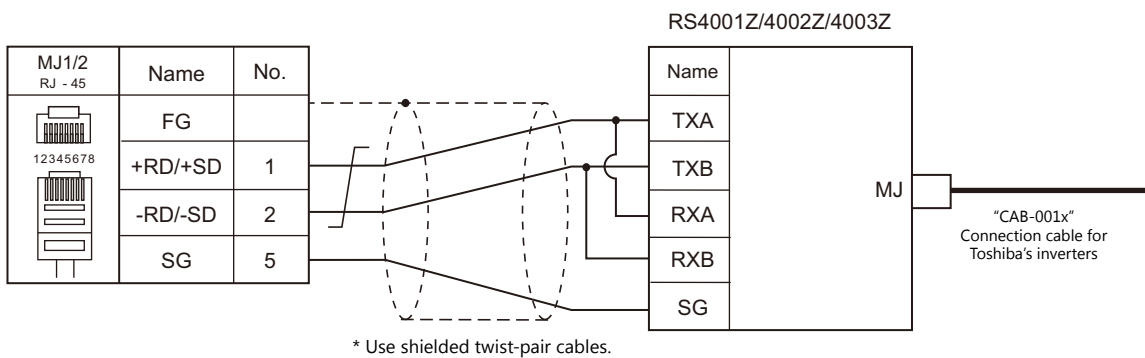 RS4001Z/4002Z/4003Z
MJ1/2
RJ - 45
Name
No.
FG
12345678
+RD/+SD
1
-RD/-SD
2
SG
5
Name
TXA
TXB
RXA
RXB
SG
MJ
"CAB-001x"
Connection cable for
Toshiba's inverters
* Use shielded twist-pair cables.